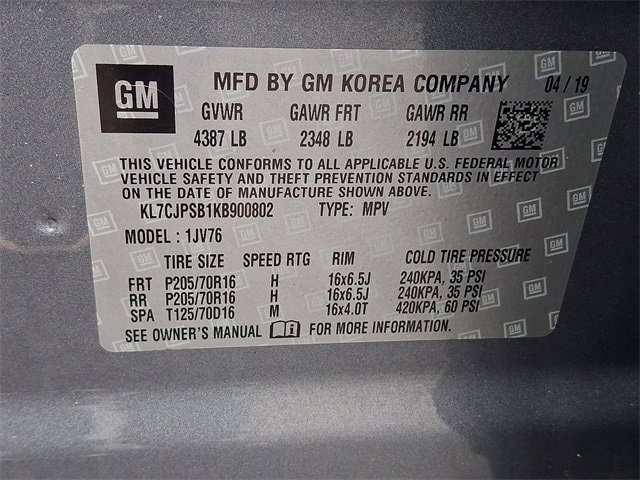 GM
MFD BY GM KOREA COMPANY 04 / 19
GVWR GAWR FRT GAWR RR
4387 LB 2348 LB 2194 LB
THIS VEHICLE CONFORMS TO ALL APPLICABLE U.S. FEDERAL MOTOR
VEHICLE SAFETY AND THEFT PREVENTION STANDARDS IN EFFECT
ON THE DATE OF MANUFACTURE SHOWN ABOVE.
KL7CJPSB1KB900802 TYPE: MPV
MODEL : 1JV76
TIRE SIZE SPEED RTG RIM COLD TIRE PRESSURE
FRT P205/70R16 H 16x6.5J 240KPA, 35 PSI
RR P205/70R16 H 16x6.5J 240KPA, 35 PSI
SPA T125/70D16 M 16x4.0T 420KPA, 60 PSI
SEE OWNER'S MANUAL FOR MORE INFORMATION.